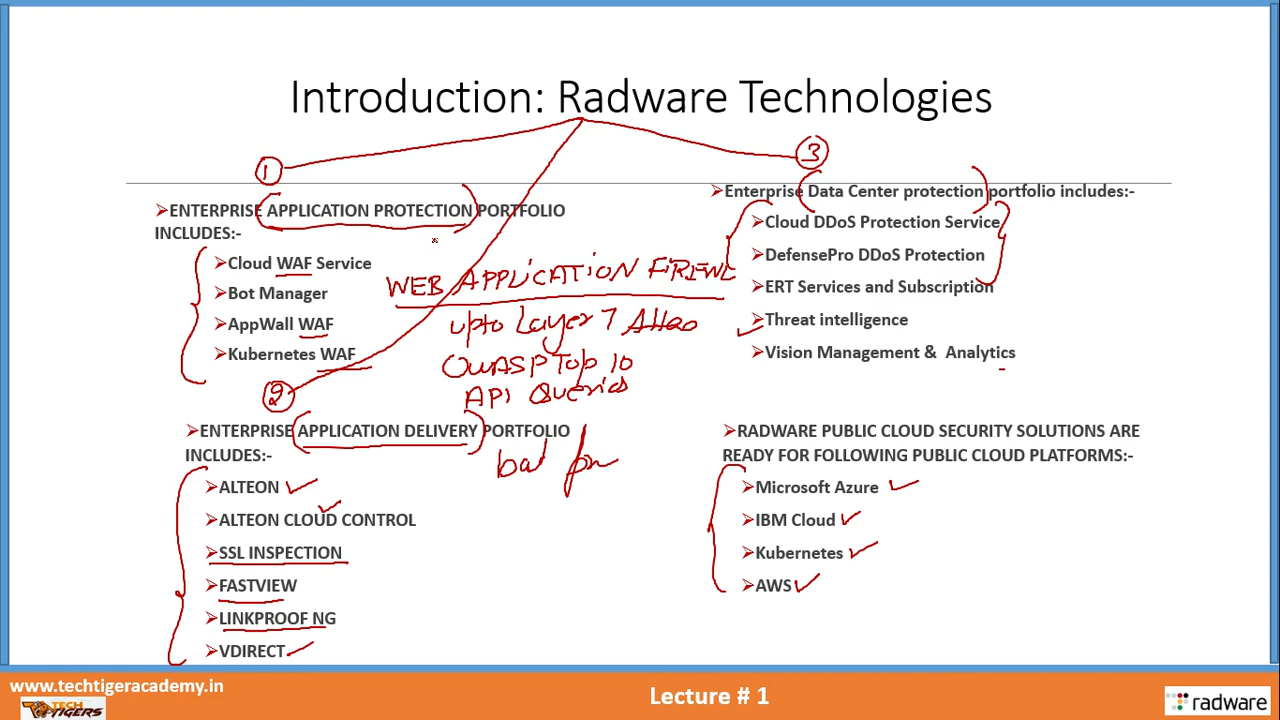 Introduction: Radware Technologies
1
3
ENTERPRISE APPLICATION PROTECTION PORTFOLIO
INCLUDES:-
Cloud WAF Service
Bot Manager
AppWall WAF
Kubernetes WAF
WEB APPLICATION
upto Layer 7
OWASP Top 10
API Queries
2
ENTERPRISE APPLICATION DELIVERY PORTFOLIO
INCLUDES:-
ALTEON
ALTEON CLOUD CONTROL
SSL INSPECTION
FASTVIEW
LINKPROOF NG
VDIRECT
Enterprise Data Center protection portfolio includes:-
Cloud DDoS Protection Service
DefensePro DDoS Protection
ERT Services and Subscription
Threat intelligence
Vision Management & Analytics
RADWARE PUBLIC CLOUD SECURITY SOLUTIONS ARE
READY FOR FOLLOWING PUBLIC CLOUD PLATFORMS:-
Microsoft Azure
IBM Cloud
Kubernetes
AWS
www.techtigeracademy.in
TECH
TIGERS
Lecture # 1
radware